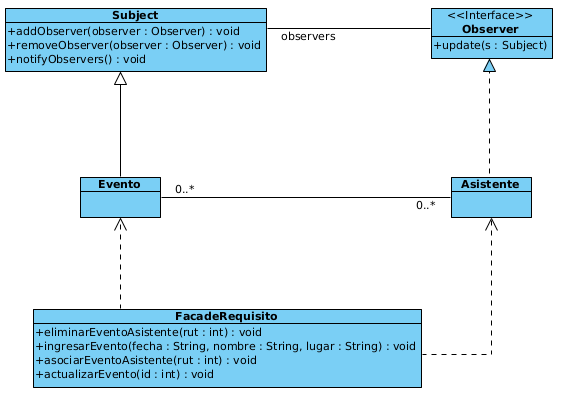 Subject
+addObserver(observer : Observer) : void
+removeObserver(observer : Observer) : void
+notifyObservers() : void
observers
<<Interface>>
Observer
+update(s : Subject)
Evento
0..*
0..*
Asistente
FacadeRequisito
+eliminarEventoAsistente(rut : int) : void
+ingresarEvento(fecha : String, nombre : String, lugar : String) : void
+asociarEventoAsistente(rut : int) : void
+actualizarEvento(id : int) : void